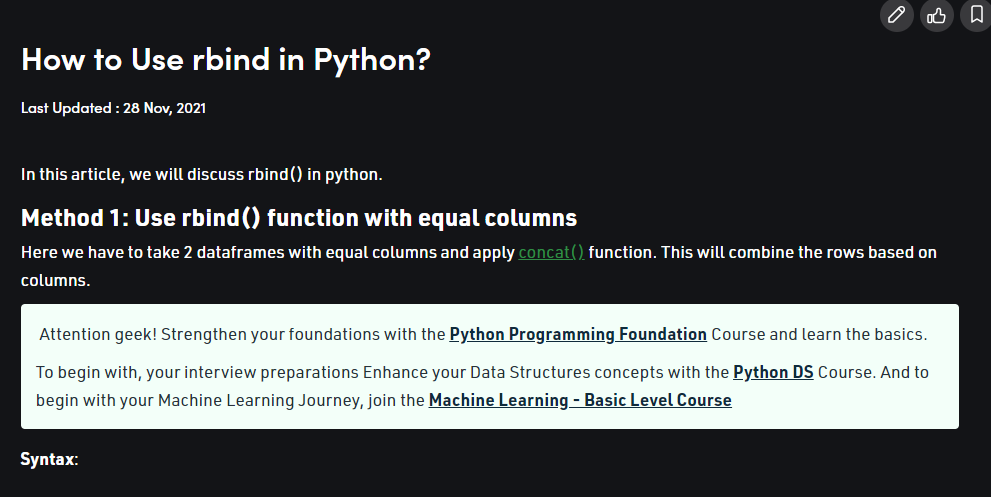 How to Use rbind in Python?
Last Updated : 28 Nov, 2021
In this article, we will discuss rbind() in python.
Method 1: Use rbind() function with equal columns
Here we have to take 2 dataframes with equal columns and apply concat() function. This will combine the rows based on
columns.
Attention geek! Strengthen your foundations with the Python Programming Foundation Course and learn the basics.
To begin with, your interview preparations Enhance your Data Structures concepts with the Python DS Course. And to
begin with your Machine Learning Journey, join the Machine Learning - Basic Level Course
Syntax: